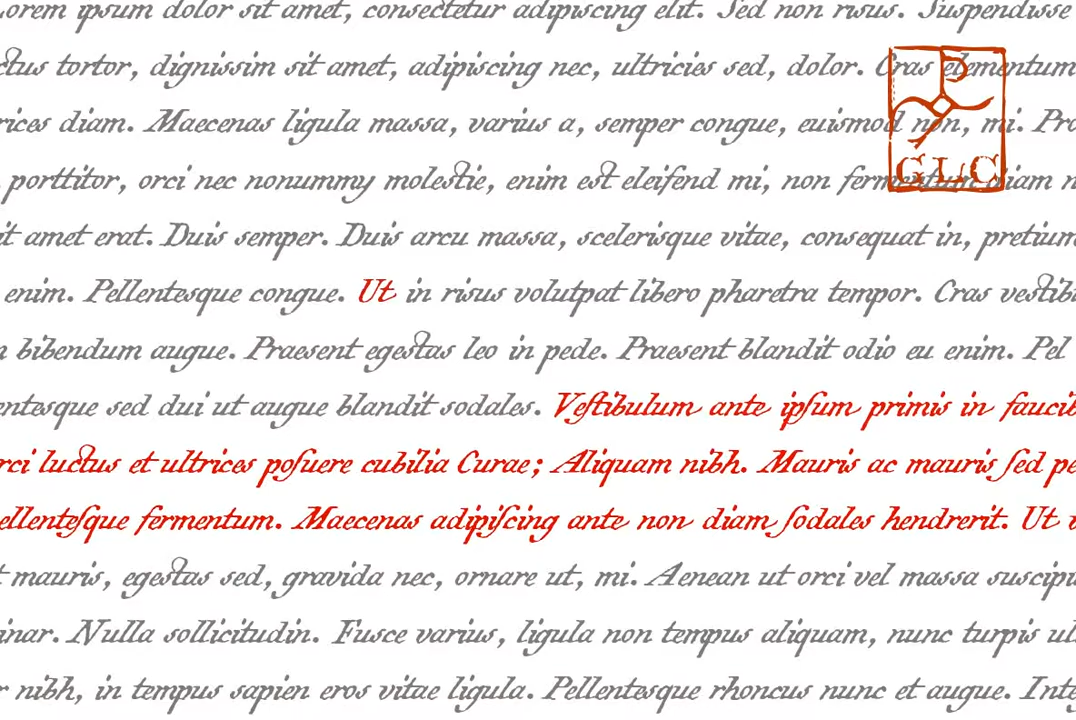 orem ipsum dolor sit amet, consectetur adipiscing elit. Sed non risus. Suspendisse
ctus tortor, dignissim sit amet, adipiscing nec, ultricies sed, dolor. Cras elementum
rices diam. Maecenas ligula massa, varius a, semper congue, euismod non, mi. Pro
porttitor, orci nec nonummy molestie, enim est eleifend mi, non fermentum diam n
it amet erat. Duis semper. Duis arcu massa, scelerisque vitae, consequat in, pretium
enim. Pellentesque congue. Ut in risus volutpat libero pharetra tempor. Cras vestibu
bibendum augue. Praesent egestas leo in pede. Praesent blandit odio eu enim. Pel
entesque sed dui ut augue blandit sodales. Veſtibulum ante ipſum primis in faucib
rci luctus et ultrices poſuere cubilia Curae; Aliquam nibh. Mauris ac mauris ſed pe
ellenteſque fermentum. Maecenas adipiſcing ante non diam ſodales hendrerit. Ut v
t mauris, egestas sed, gravida nec, ornare ut, mi. Aenean ut orci vel massa suscipi
inar. Nulla sollicitudin. Fusce varius, ligula non tempus aliquam, nunc turpis ul
r nibh, in tempus sapien eros vitae ligula. Pellentesque rhoncus nunc et augue. Inte
GLC